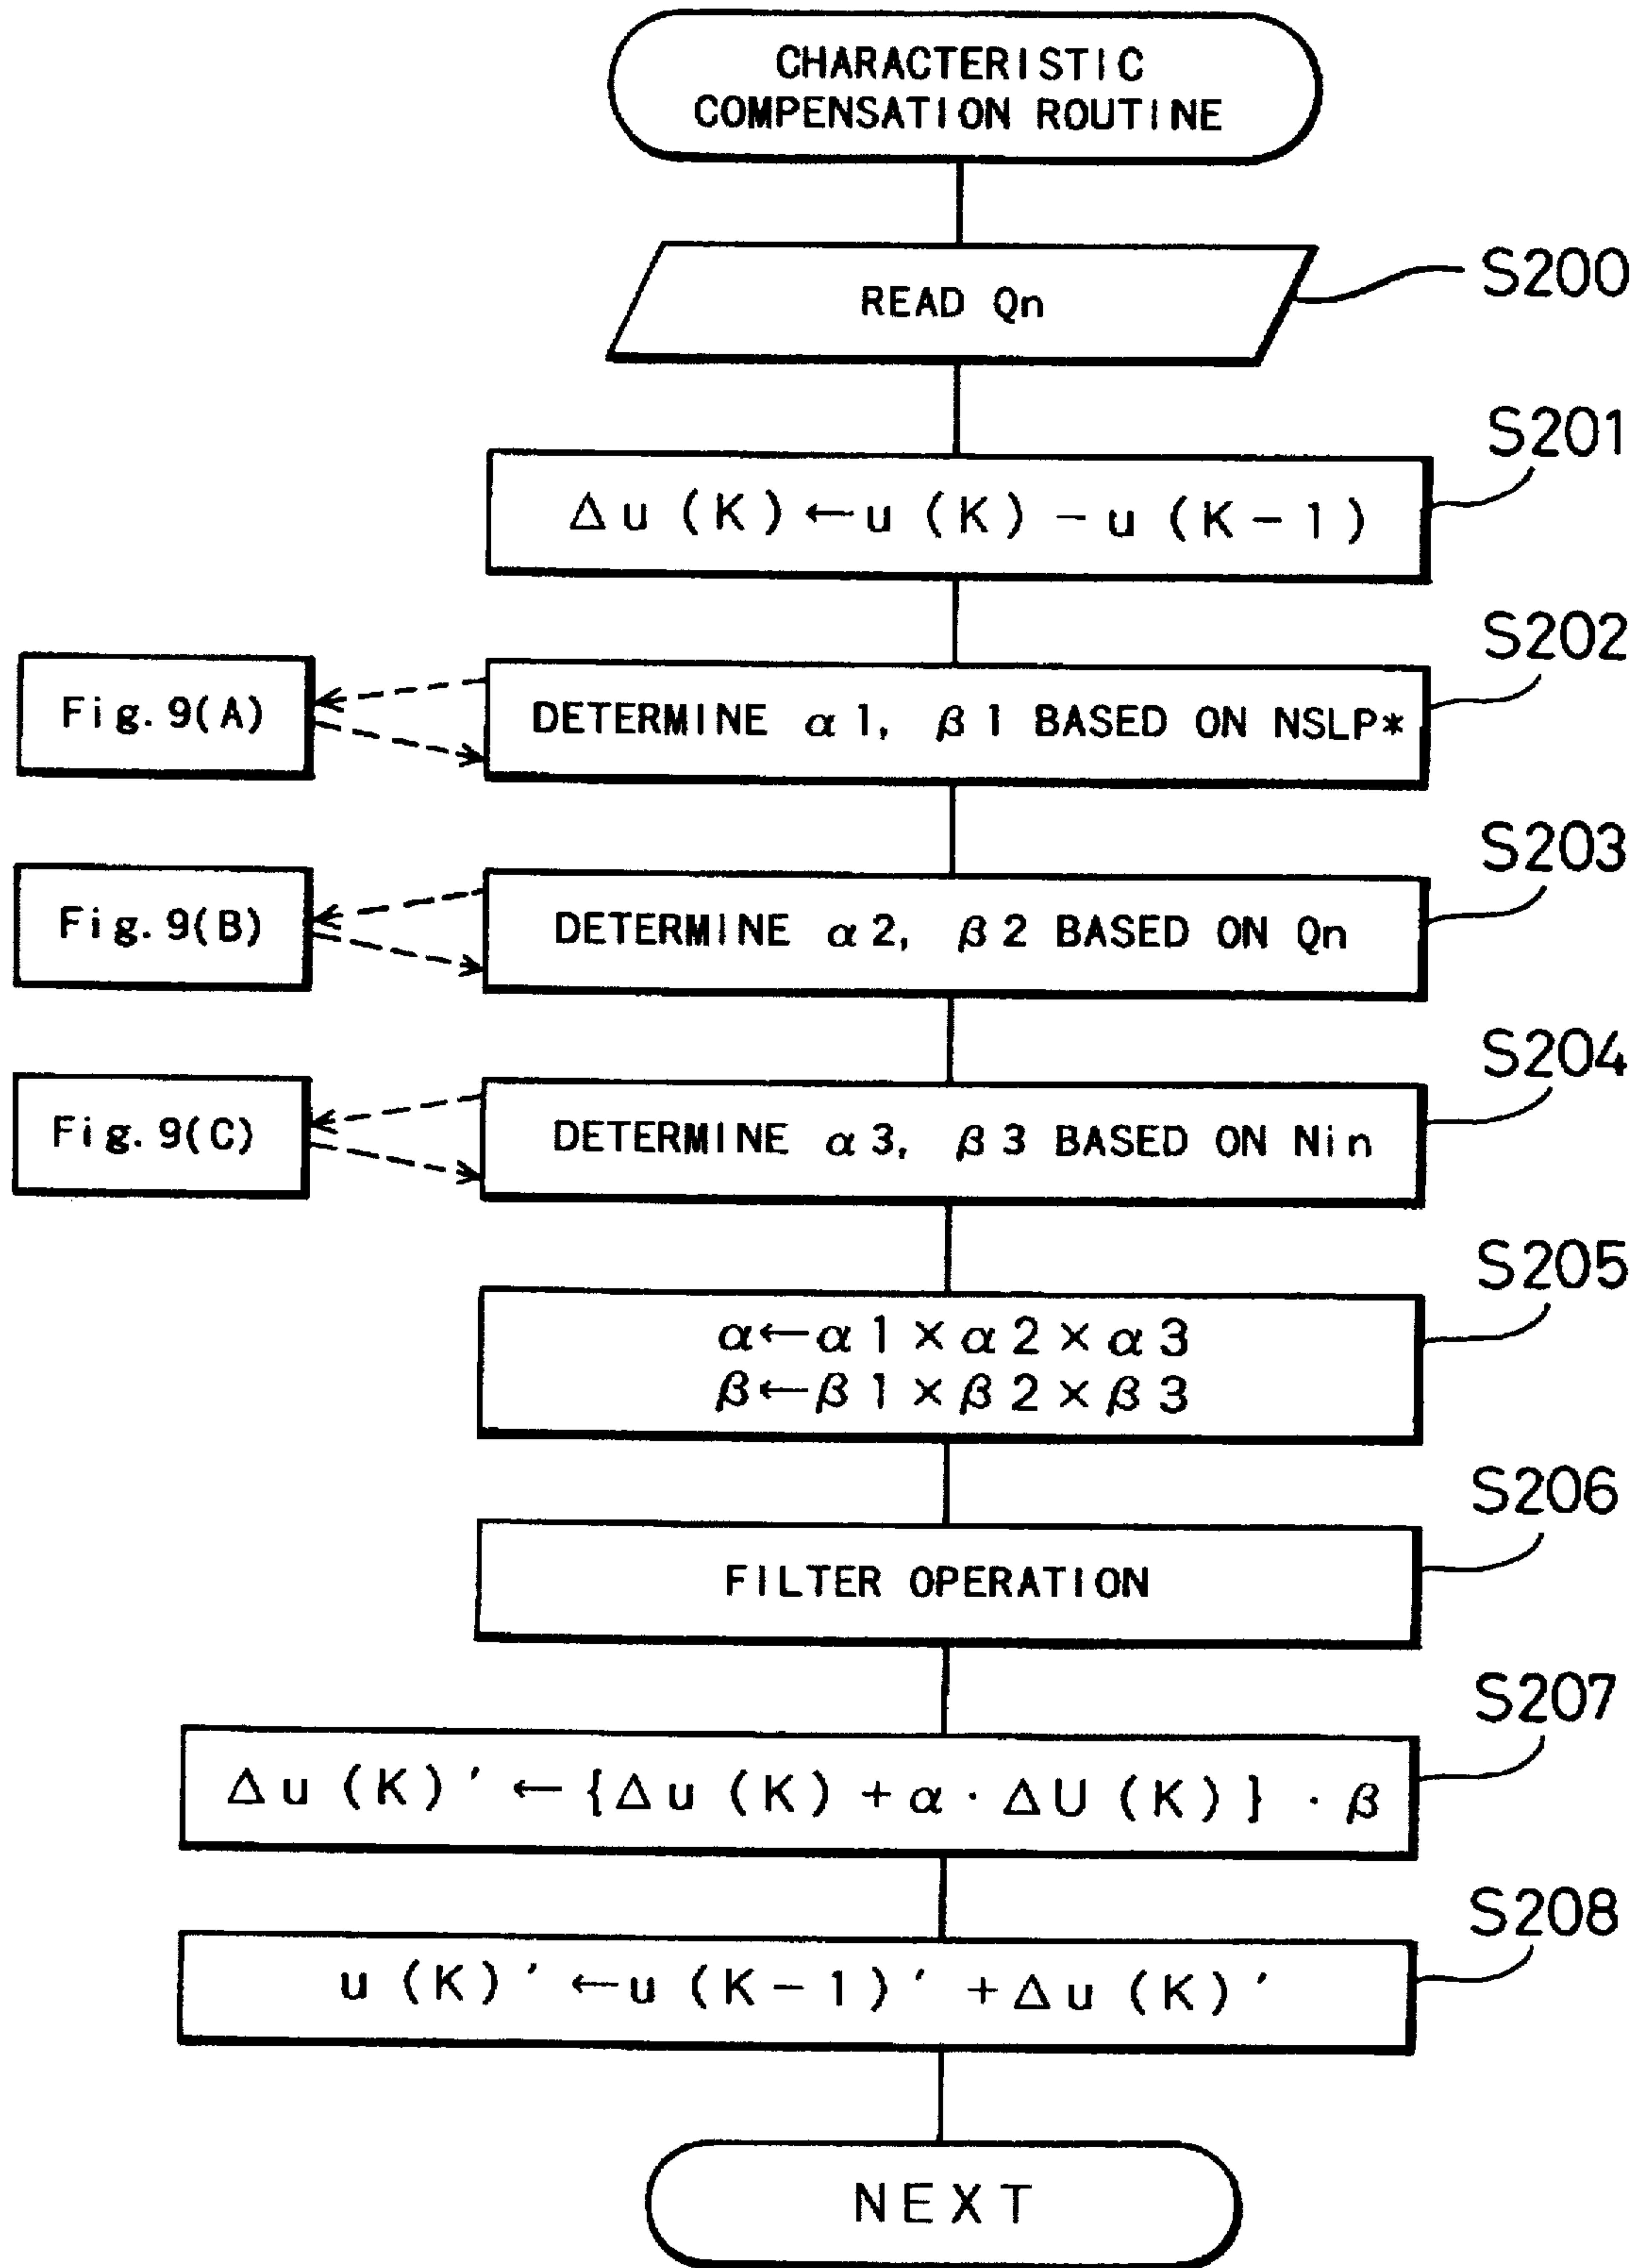 CHARACTERISTIC
COMPENSATION ROUTINE
READ Qn
S200
S201
Δu (K) ← u (K) − u (K−1)
S202
Fig. 9(A)
DETERMINE α1, β1 BASED ON NSLP*
S203
Fig. 9(B)
DETERMINE α2, β2 BASED ON Qn
S204
Fig. 9(C)
DETERMINE α3, β3 BASED ON Nin
S205
α←α1×α2×α3
β←β1×β2×β3
S206
FILTER OPERATION
S207
Δu (K)′ ← {Δu (K) + α · ΔU (K) } · β
S208
u (K)′ ← u (K−1)′ + Δu (K)′
NEXT